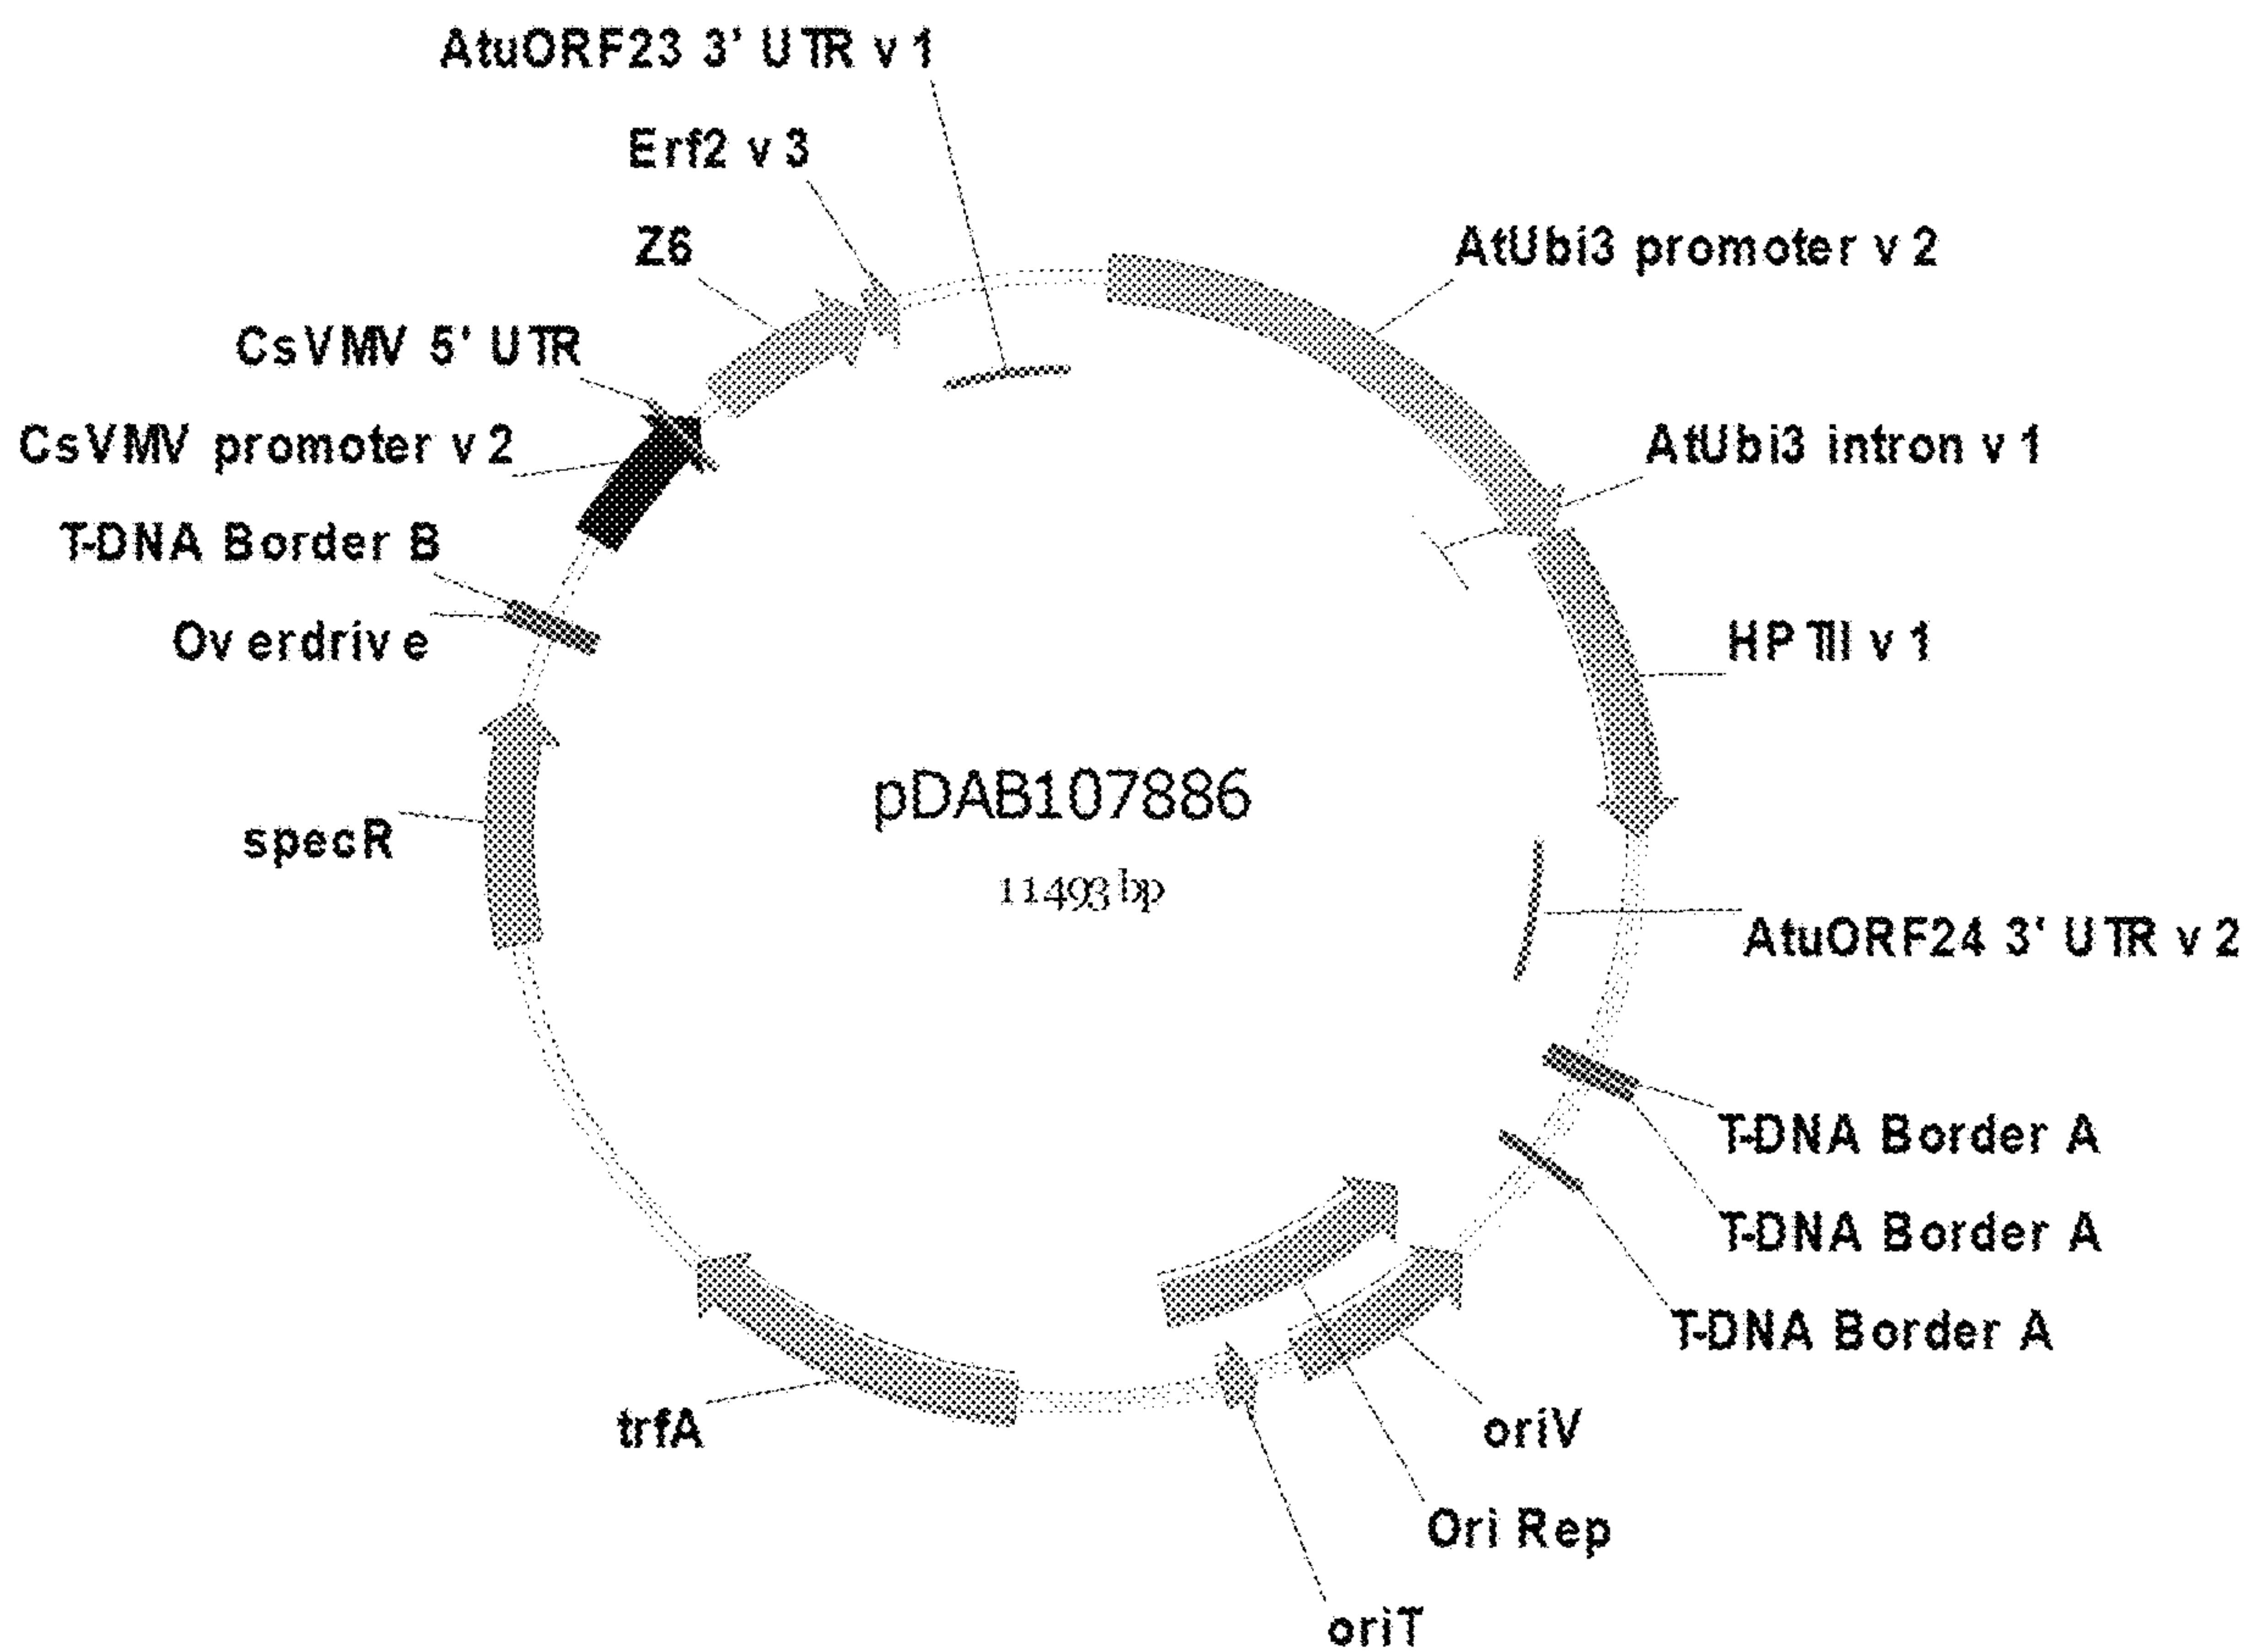 AtuORF23 3' UTR v 1
Erf2 v 3
Z6
AtUbi3 promoter v 2
CsVMV 5' UTR
CsVMV promoter v 2
AtUbi3 intron v 1
T-DNA Border B
Ov erdriv e
HPTII v 1
pDAB107886
11493 bp
specR
AtuORF24 3' UTR v 2
T-DNA Border A
T-DNA Border A
T-DNA Border A
trfA
oriV
Ori Rep
oriT